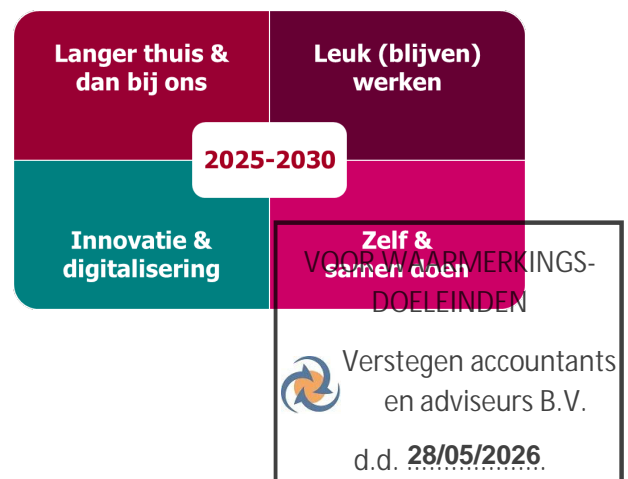 Langer thuis &
dan bij ons
Leuk (blijven)
werken
2025-2030
Innovatie &
digitalisering
Zelf &
samen doen
VOOR WAARMERKINGS-
DOELEINDEN
Verstegen accountants
en adviseurs B.V.
d.d. 28/05/2026.